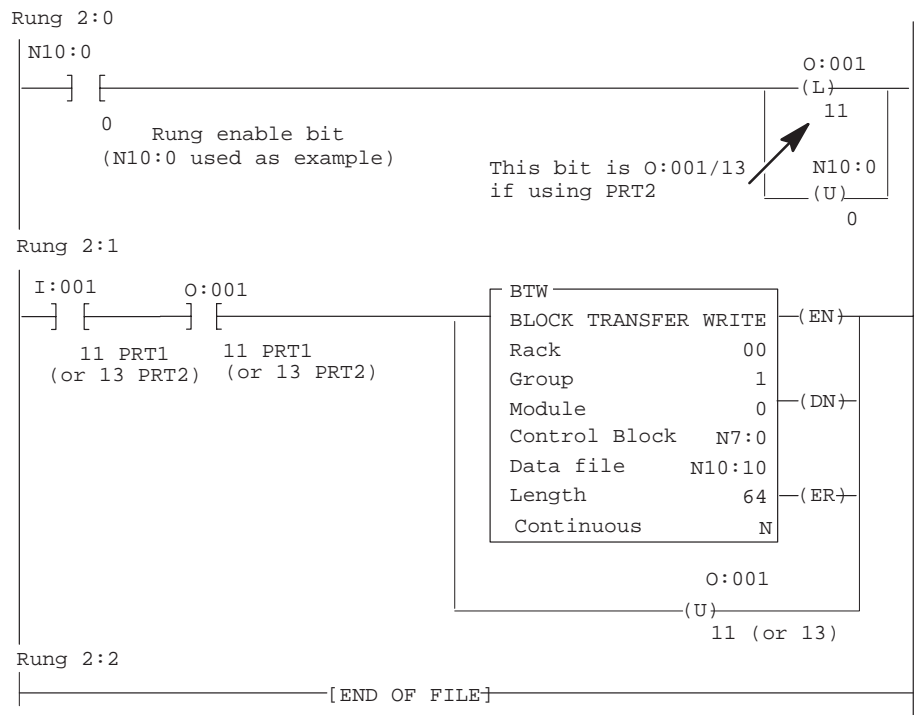 Rung 2:0
N10:0
O:001
(L)
11
0
Rung enable bit
(N10:0 used as example)
This bit is O:001/13
if using PRT2
N10:0
(U)
0
Rung 2:1
I:001
O:001
11 PRT1
(or 13 PRT2)
11 PRT1
(or 13 PRT2)
BTW
BLOCK TRANSFER WRITE
(EN)
Rack 00
Group 1
Module 0
(DN)
Control Block N7:0
Data file N10:10
Length 64
(ER)
Continuous N
O:001
(U)
11 (or 13)
Rung 2:2
[END OF FILE]